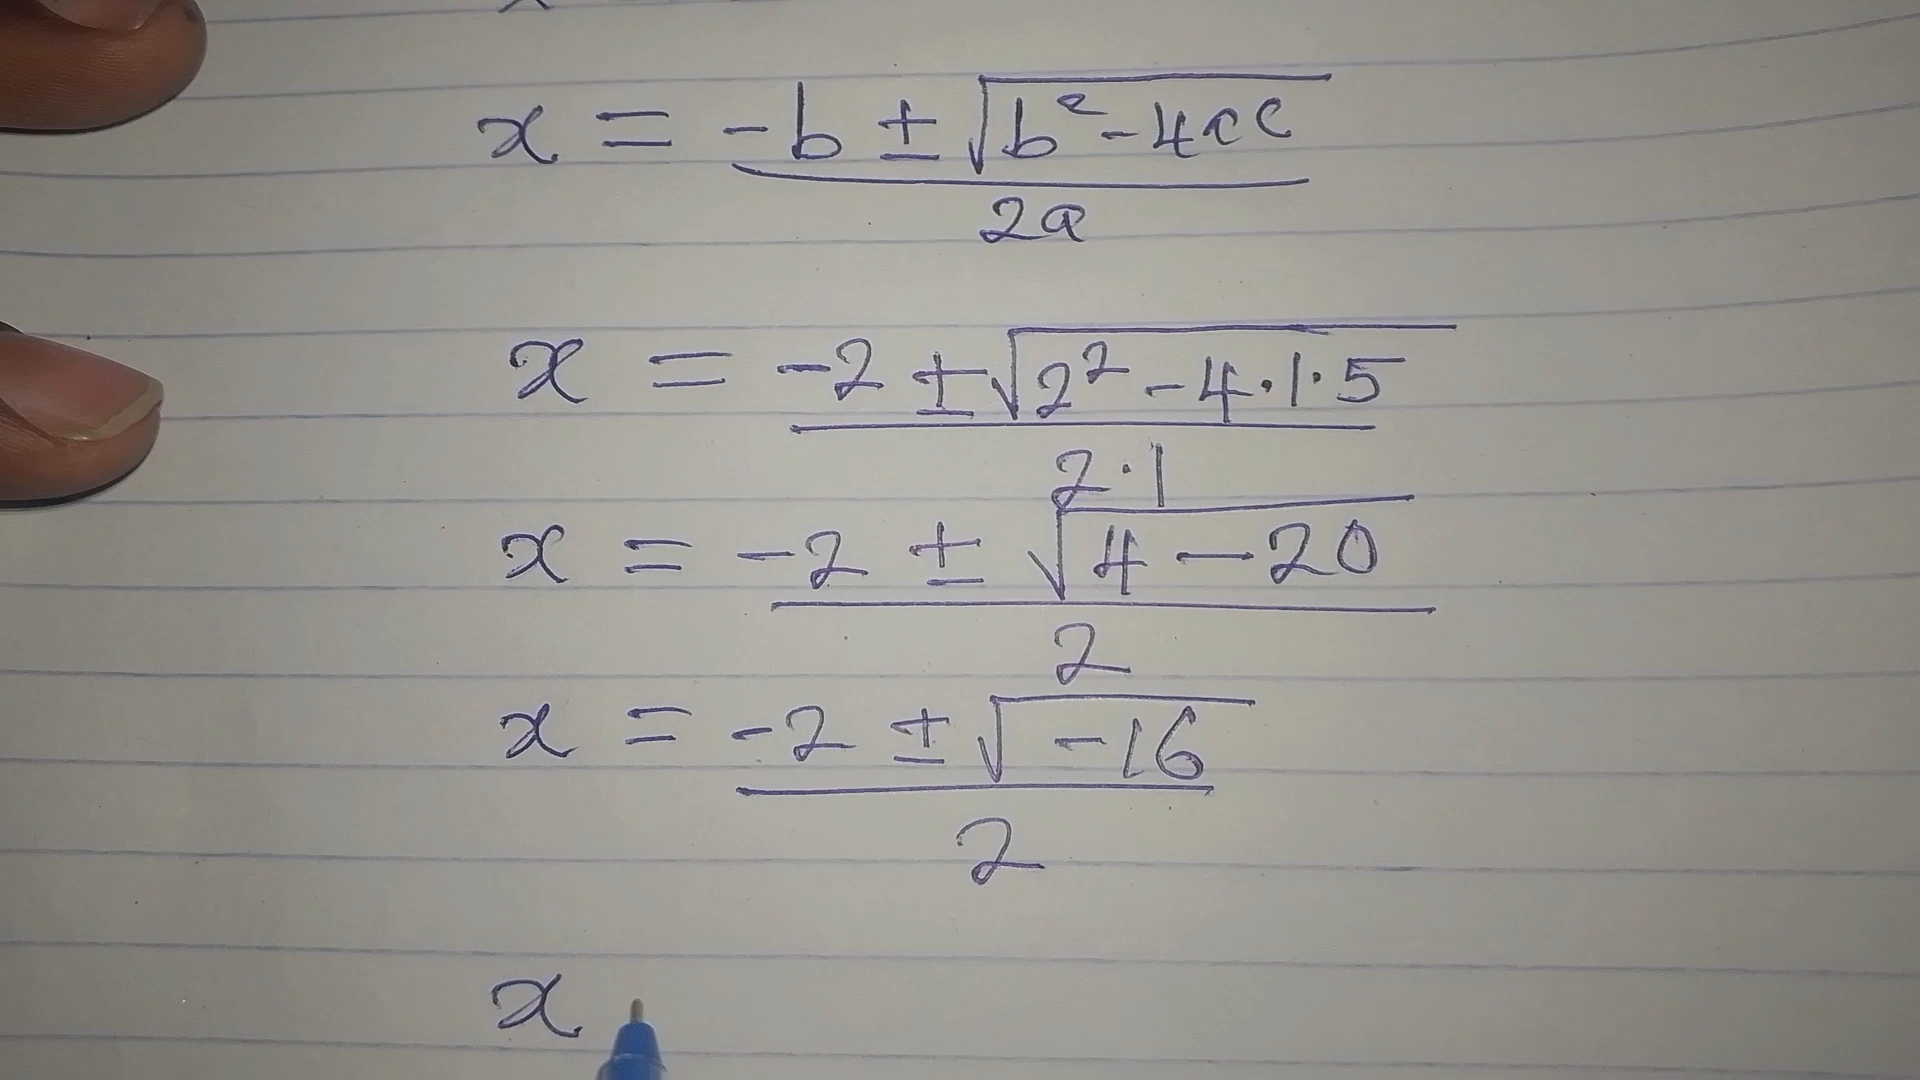 x = (-b ± √(b² - 4ac)) / 2a
x = (-2 ± √(2² - 4·1·5)) / 2·1
x = (-2 ± √(4 - 20)) / 2
x = (-2 ± √(-16)) / 2
x